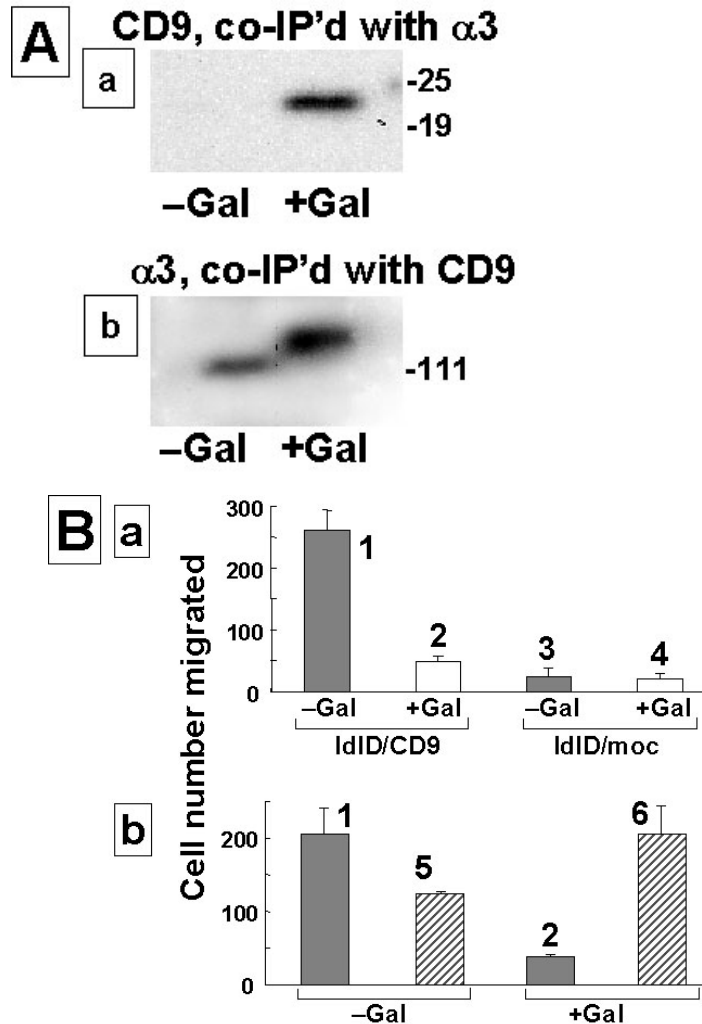 A
CD9, co-IP'd with α3
a
-25
-19
–Gal +Gal
α3, co-IP'd with CD9
b
-111
–Gal +Gal
B
a
Cell number migrated
300
200
100
0
1
2
3
4
–Gal +Gal –Gal +Gal
IdID/CD9 IdID/moc
b
200
100
0
1
5
2
6
–Gal +Gal